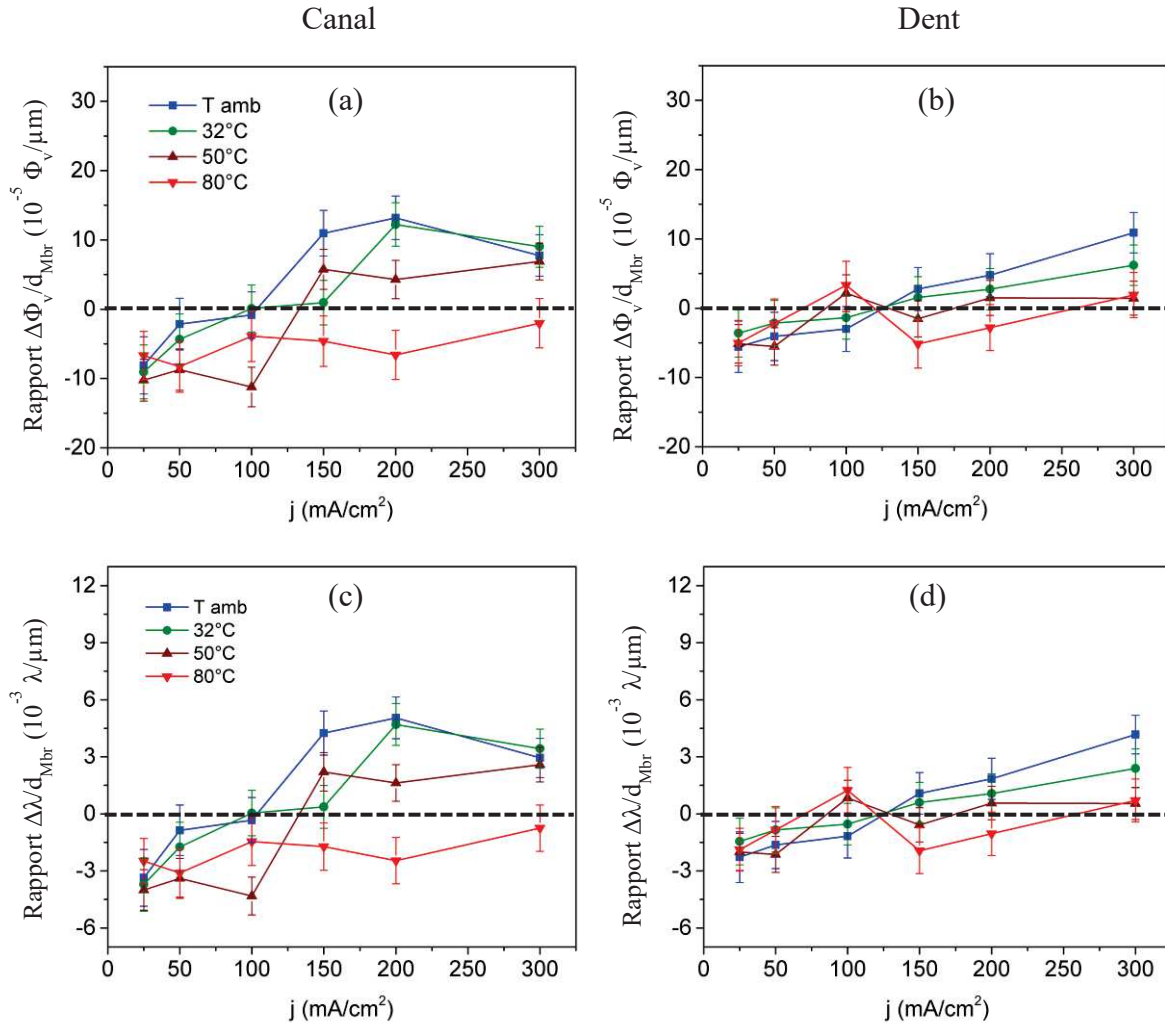 Canal
Dent
(a)
T amb
32°C
50°C
80°C
Rapport ΔΦv/dMbr (10-5 Φv/µm)
30
20
10
0
-10
-20
0 50 100 150 200 250 300
j (mA/cm2)
(b)
Rapport ΔΦv/dMbr (10-5 Φv/µm)
30
20
10
0
-10
-20
0 50 100 150 200 250 300
j (mA/cm2)
(c)
T amb
32°C
50°C
80°C
Rapport Δλ/dMbr (10-3 λ/µm)
12
9
6
3
0
-3
-6
0 50 100 150 200 250 300
j (mA/cm2)
(d)
Rapport Δλ/dMbr (10-3 λ/µm)
12
9
6
3
0
-3
-6
0 50 100 150 200 250 300
j (mA/cm2)